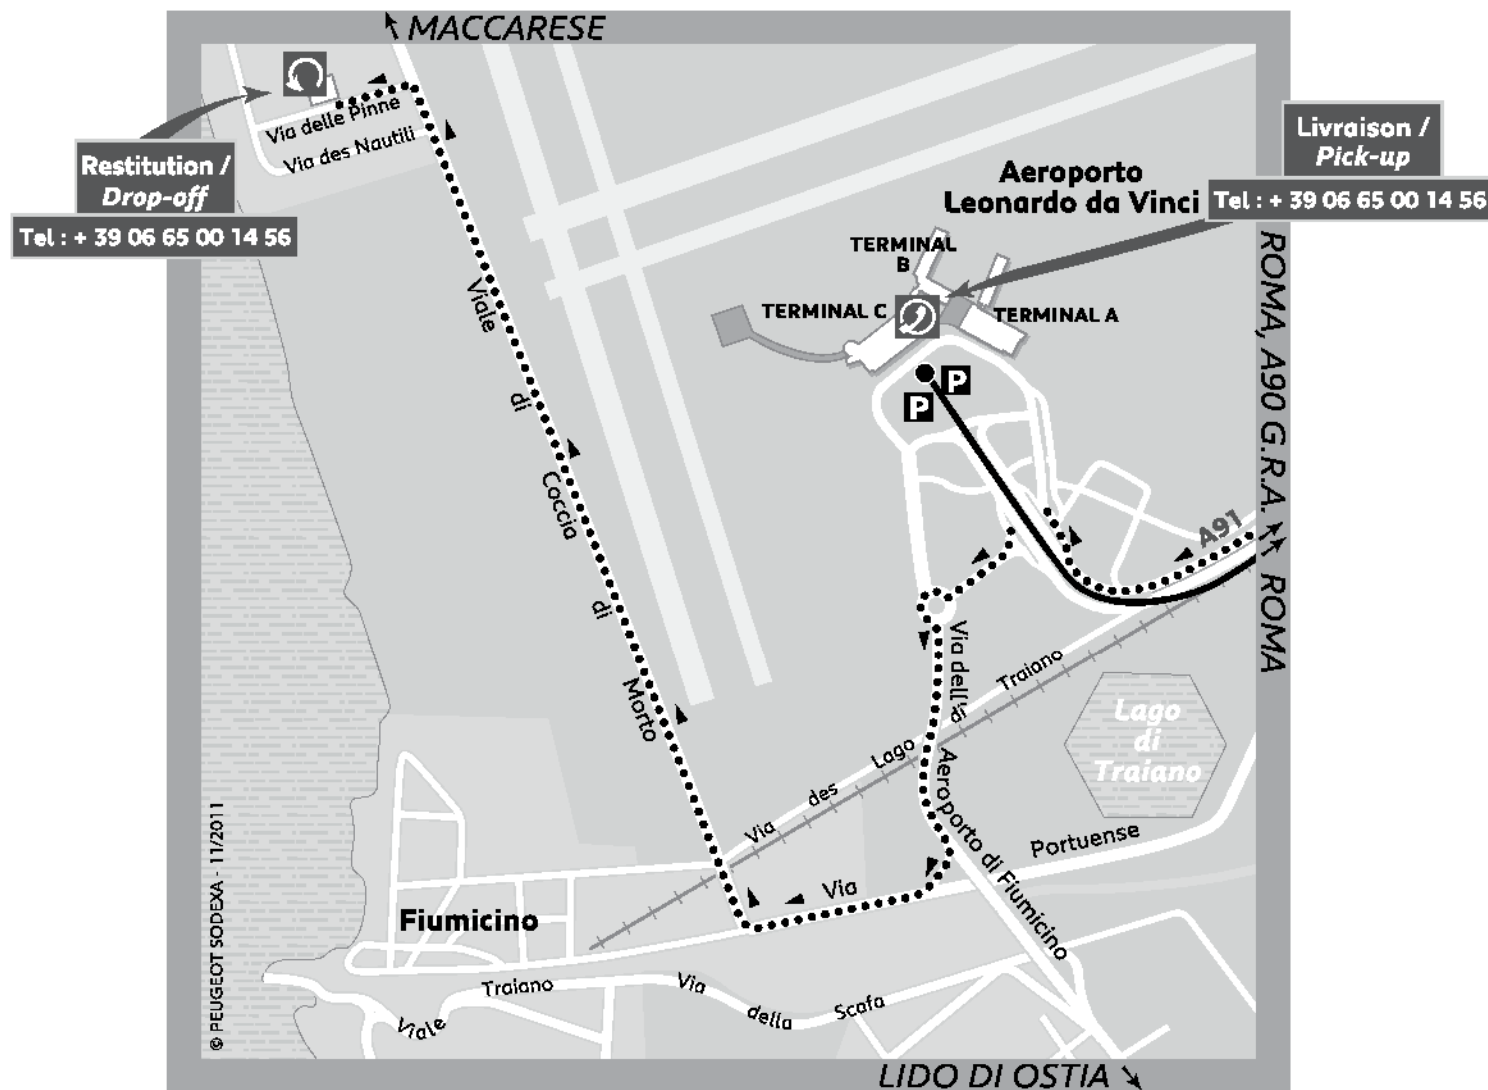 MACCARESE
Via delle Pinne
Via des Nautili
Restitution /
Drop-off
Tel : + 39 06 65 00 14 56
Livraison /
Pick-up
Tel : + 39 06 65 00 14 56
Aeroporto
Leonardo da Vinci
TERMINAL
B
TERMINAL C
TERMINAL A
P
P
ROMA, A90 G.R.A.
ROMA
A91
Viale di Coccia di Morto
Via dell'
Aeroporto di Fiumicino
Via des Lago di Traiano
Lago
di
Traiano
Via Portuense
Fiumicino
Viale Traiano
Via della Scafa
© PEUGEOT SODEXA - 11/2011
LIDO DI OSTIA